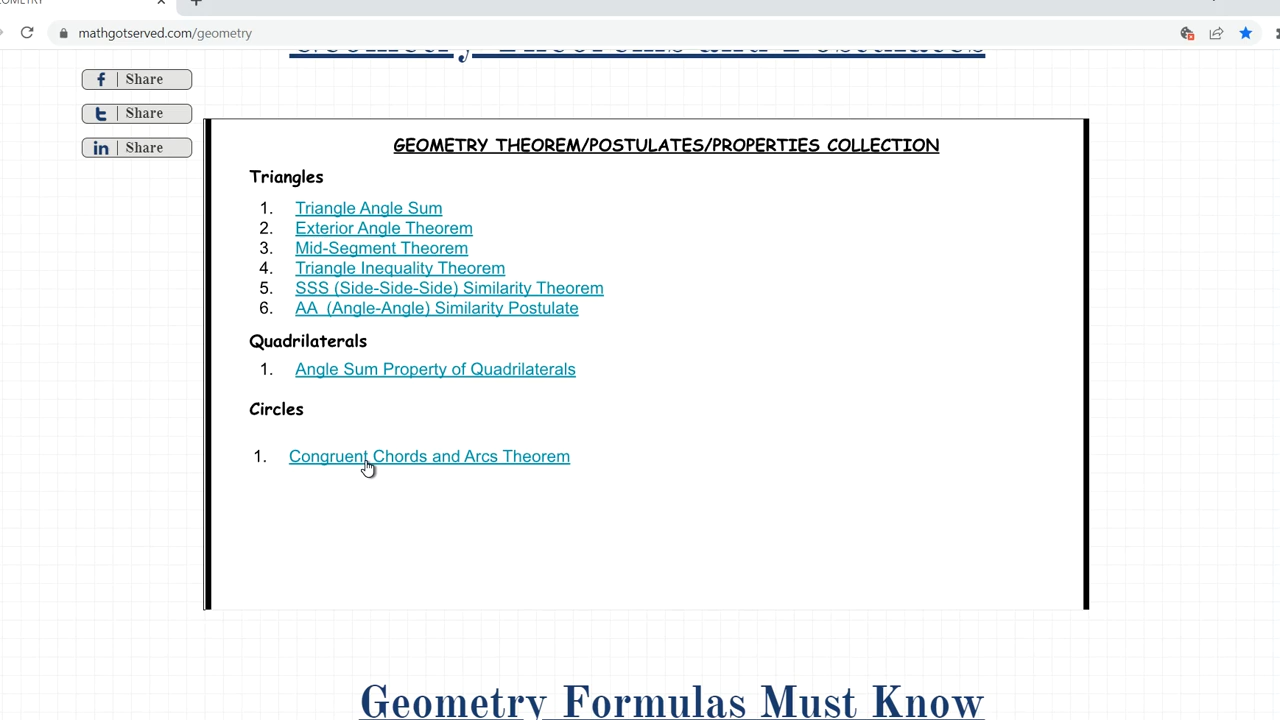 mathgotserved.com/geometry
Share
Share
Share
GEOMETRY THEOREM/POSTULATES/PROPERTIES COLLECTION
Triangles
1. Triangle Angle Sum
2. Exterior Angle Theorem
3. Mid-Segment Theorem
4. Triangle Inequality Theorem
5. SSS (Side-Side-Side) Similarity Theorem
6. AA (Angle-Angle) Similarity Postulate
Quadrilaterals
1. Angle Sum Property of Quadrilaterals
Circles
1. Congruent Chords and Arcs Theorem
Geometry Formulas Must Know